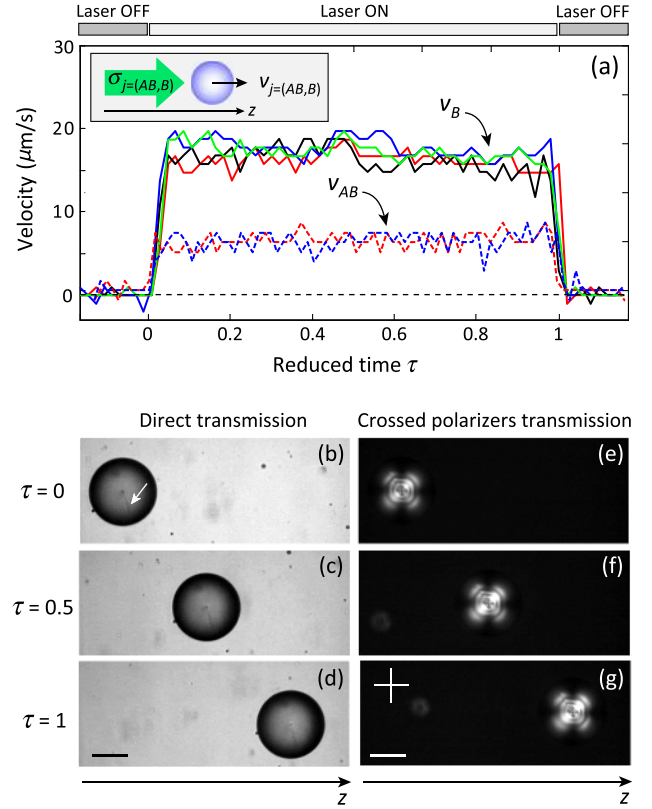 Laser OFF Laser ON Laser OFF
30
20
10
0
Velocity (μm/s)
(a)
σj=(AB,B)
vj=(AB,B)
z
vB
vAB
0 0.2 0.4 0.6 0.8 1
Reduced time τ
Direct transmission Crossed polarizers transmission
τ = 0 (b) (e)
τ = 0.5 (c) (f)
τ = 1 (d) (g)
z z